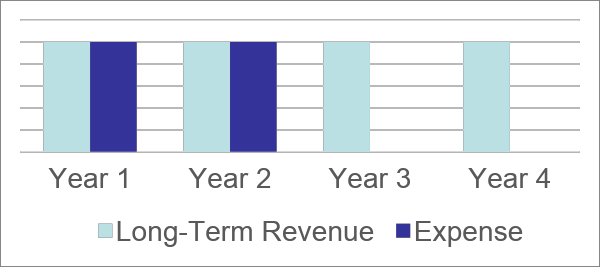 Year 1 Year 2 Year 3 Year 4
Long-Term Revenue Expense